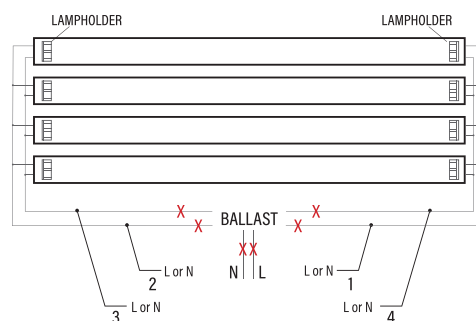 LAMPHOLDER
LAMPHOLDER
X X
BALLAST
X X
X X
N L
L or N
2
L or N
1
L or N
3
L or N
4